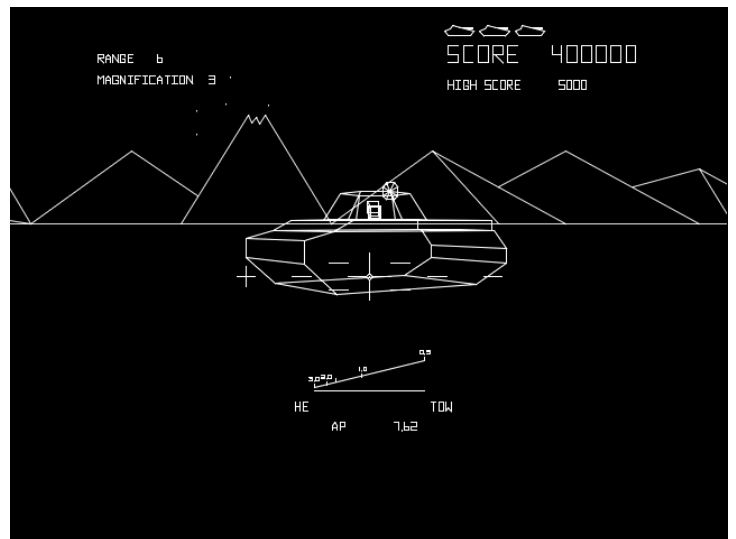 RANGE 6
MAGNIFICATION 3
SCORE 400000
HIGH SCORE 5000
0.5
1.0
3.0 2.0
HE TOW
AP 7.62